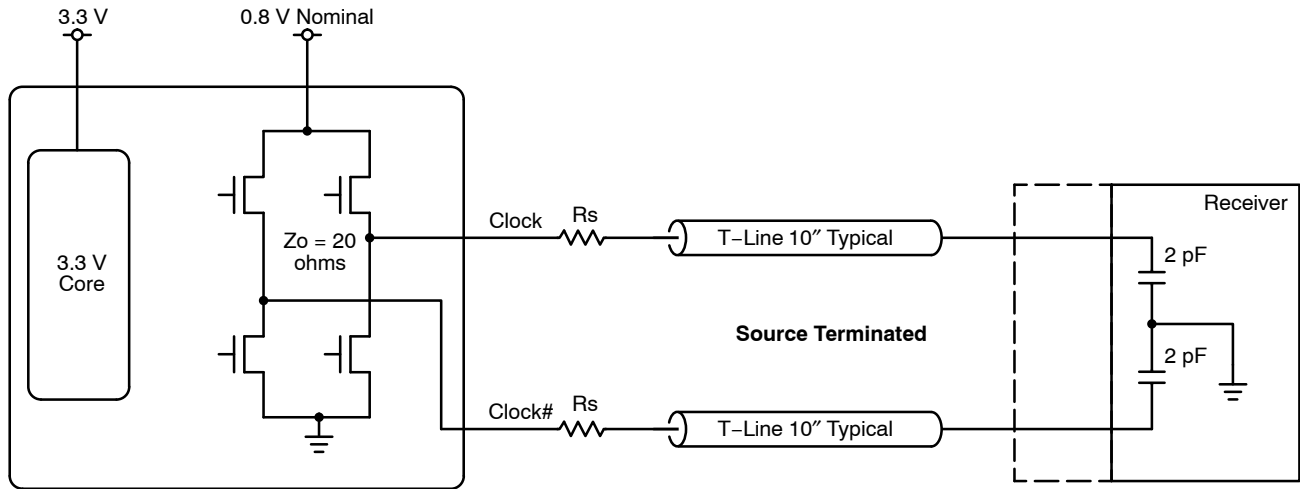 3.3 V
0.8 V Nominal
3.3 V
Core
Zo = 20
ohms
Clock
Rs
T−Line 10″ Typical
Receiver
2 pF
Source Terminated
2 pF
Clock#
Rs
T−Line 10″ Typical